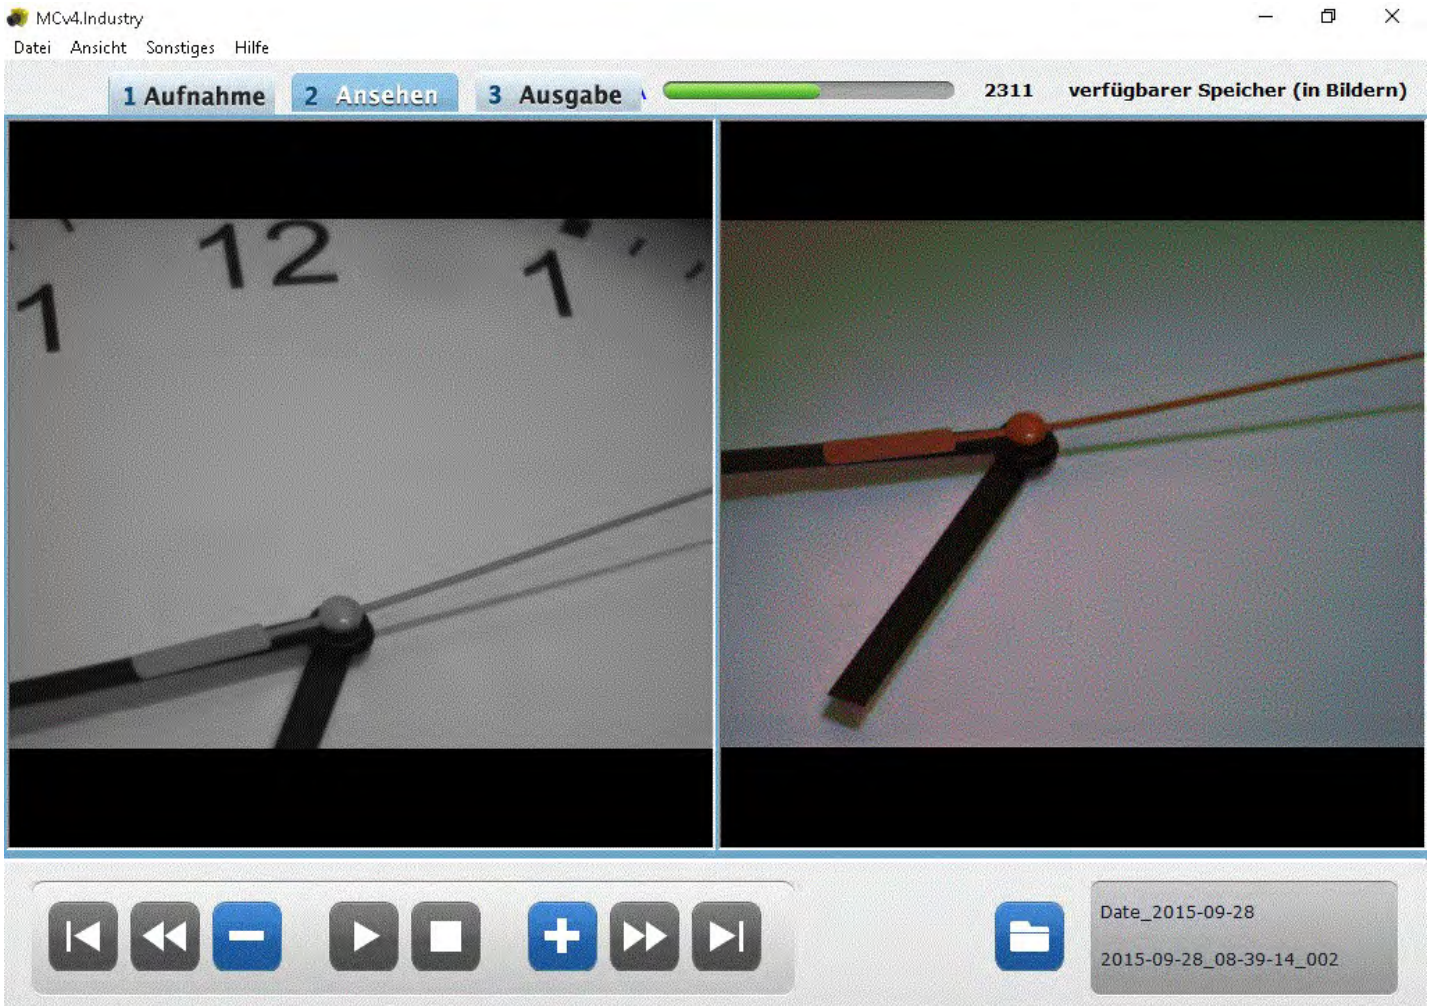 MCv4.Industry
Datei Ansicht Sonstiges Hilfe
1 Aufnahme 2 Ansehen 3 Ausgabe 2311 verfügbarer Speicher (in Bildern)
12
1 1
Date_2015-09-28
2015-09-28_08-39-14_002